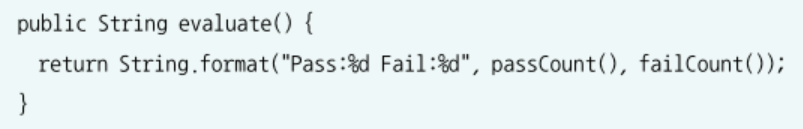 public String evaluate() {
  return String.format("Pass:%d Fail:%d", passCount(), failCount());
}